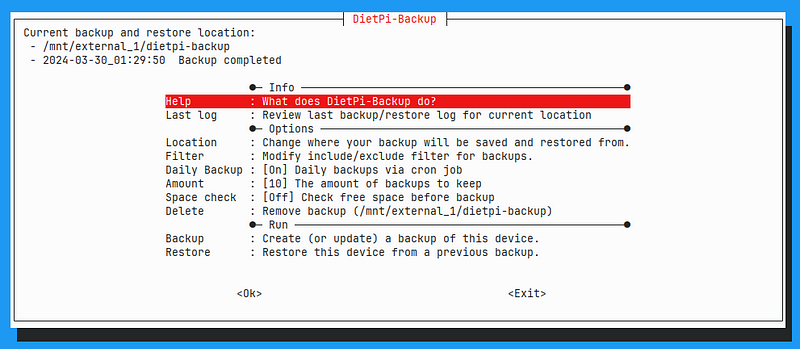 DietPi-Backup
Current backup and restore location:
- /mnt/external_1/dietpi-backup
- 2024-03-30_01:29:50  Backup completed
Info
Help : What does DietPi-Backup do?
Last log : Review last backup/restore log for current location
Options
Location : Change where your backup will be saved and restored from.
Filter : Modify include/exclude filter for backups.
Daily Backup : [On] Daily backups via cron job
Amount : [10] The amount of backups to keep
Space check : [Off] Check free space before backup
Delete : Remove backup (/mnt/external_1/dietpi-backup)
Run
Backup : Create (or update) a backup of this device.
Restore : Restore this device from a previous backup.
<Ok> <Exit>